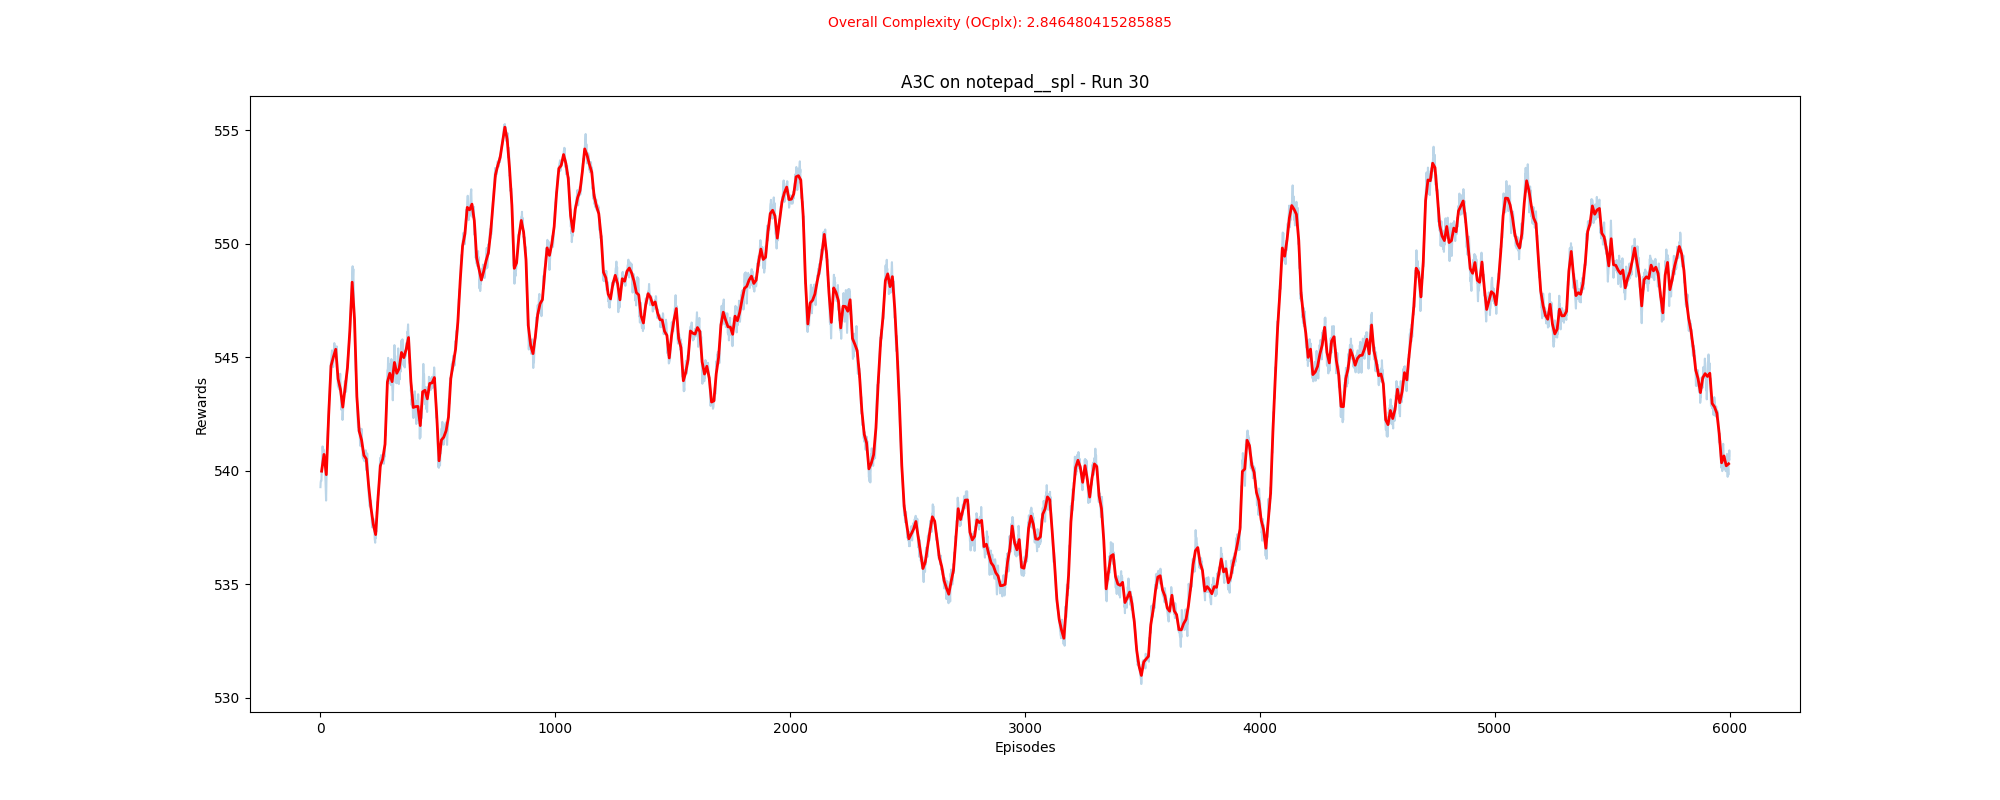 Overall Complexity (OCplx): 2.846480415285885
A3C on notepad__spl - Run 30
555
550
545
540
535
530
Rewards
0 1000 2000 3000 4000 5000 6000
Episodes